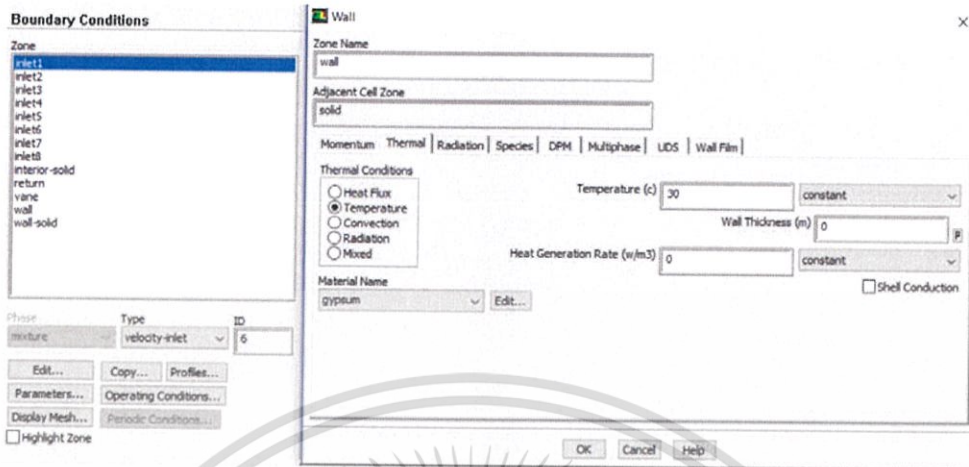 Boundary Conditions
Zone
inlet1
inlet2
inlet3
inlet4
inlet5
inlet6
inlet7
inlet8
interior-solid
return
vane
wall
wall-solid
Phase
mixture
Type
velocity-inlet
ID
6
Edit...
Copy...
Profiles...
Parameters...
Operating Conditions...
Display Mesh...
Periodic Conditions...
Highlight Zone
Wall
Zone Name
wall
Adjacent Cell Zone
solid
Momentum Thermal Radiation Species DPM Multiphase UDS Wall Film
Thermal Conditions
Heat Flux
Temperature
Convection
Radiation
Mixed
Temperature (c) 30 constant
Wall Thickness (m) 0 P
Heat Generation Rate (w/m3) 0 constant
Shell Conduction
Material Name
gypsum Edit...
OK Cancel Help